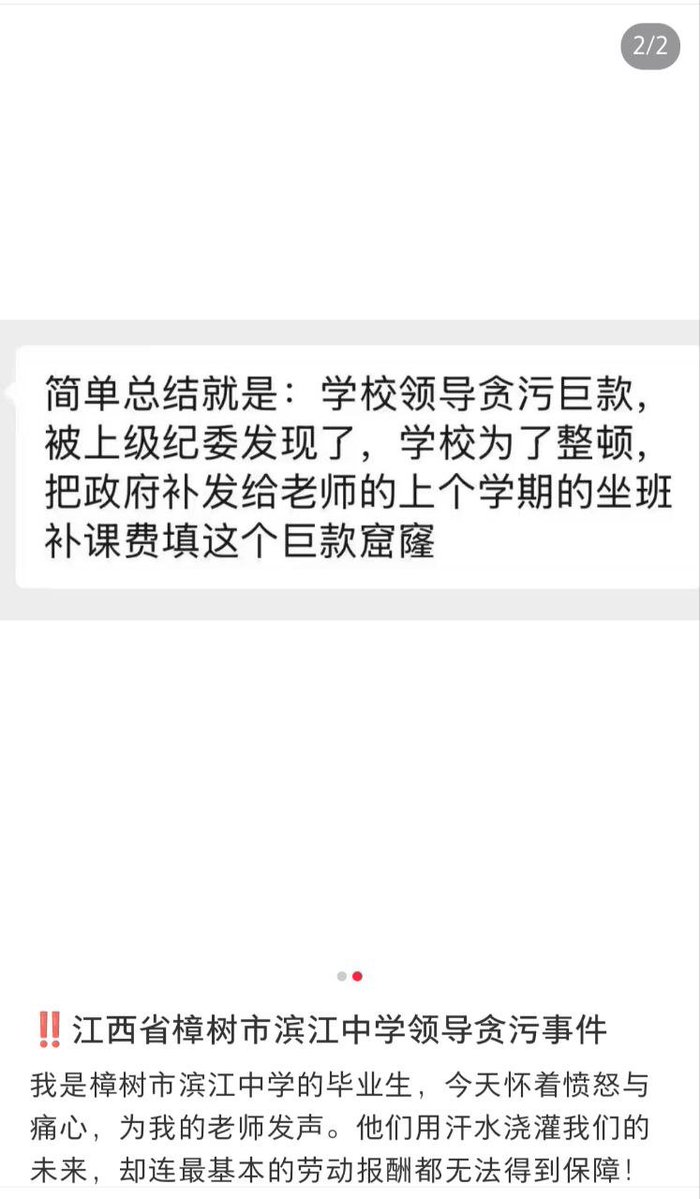 2/2
简单总结就是：学校领导贪污巨款，
被上级纪委发现了，学校为了整顿，
把政府补发给老师的上个学期的坐班
补课费填这个巨款窟窿
‼️江西省樟树市滨江中学领导贪污事件
我是樟树市滨江中学的毕业生，今天怀着愤怒与
痛心，为我的老师发声。他们用汗水浇灌我们的
未来，却连最基本的劳动报酬都无法得到保障！